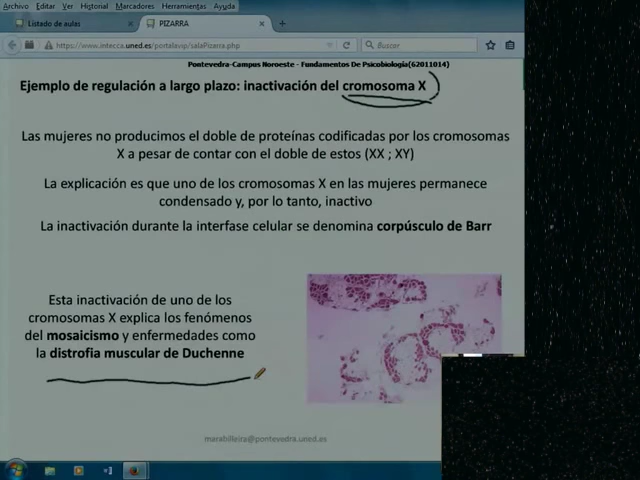 Archivo Editar Ver Historial Marcadores Herramientas Ayuda
Listado de aulas
PIZARRA
https://www.intecca.uned.es/portalavip/salaPizarra.php
Buscar
Pontevedra-Campus Noroeste - Fundamentos De Psicobiología(62011014)
Ejemplo de regulación a largo plazo: inactivación del cromosoma X
Las mujeres no producimos el doble de proteínas codificadas por los cromosomas
X a pesar de contar con el doble de estos (XX ; XY)
La explicación es que uno de los cromosomas X en las mujeres permanece
condensado y, por lo tanto, inactivo
La inactivación durante la interfase celular se denomina corpúsculo de Barr
Esta inactivación de uno de los
cromosomas X explica los fenómenos
del mosaicismo y enfermedades como
la distrofia muscular de Duchenne
marabilleira@pontevedra.uned.es